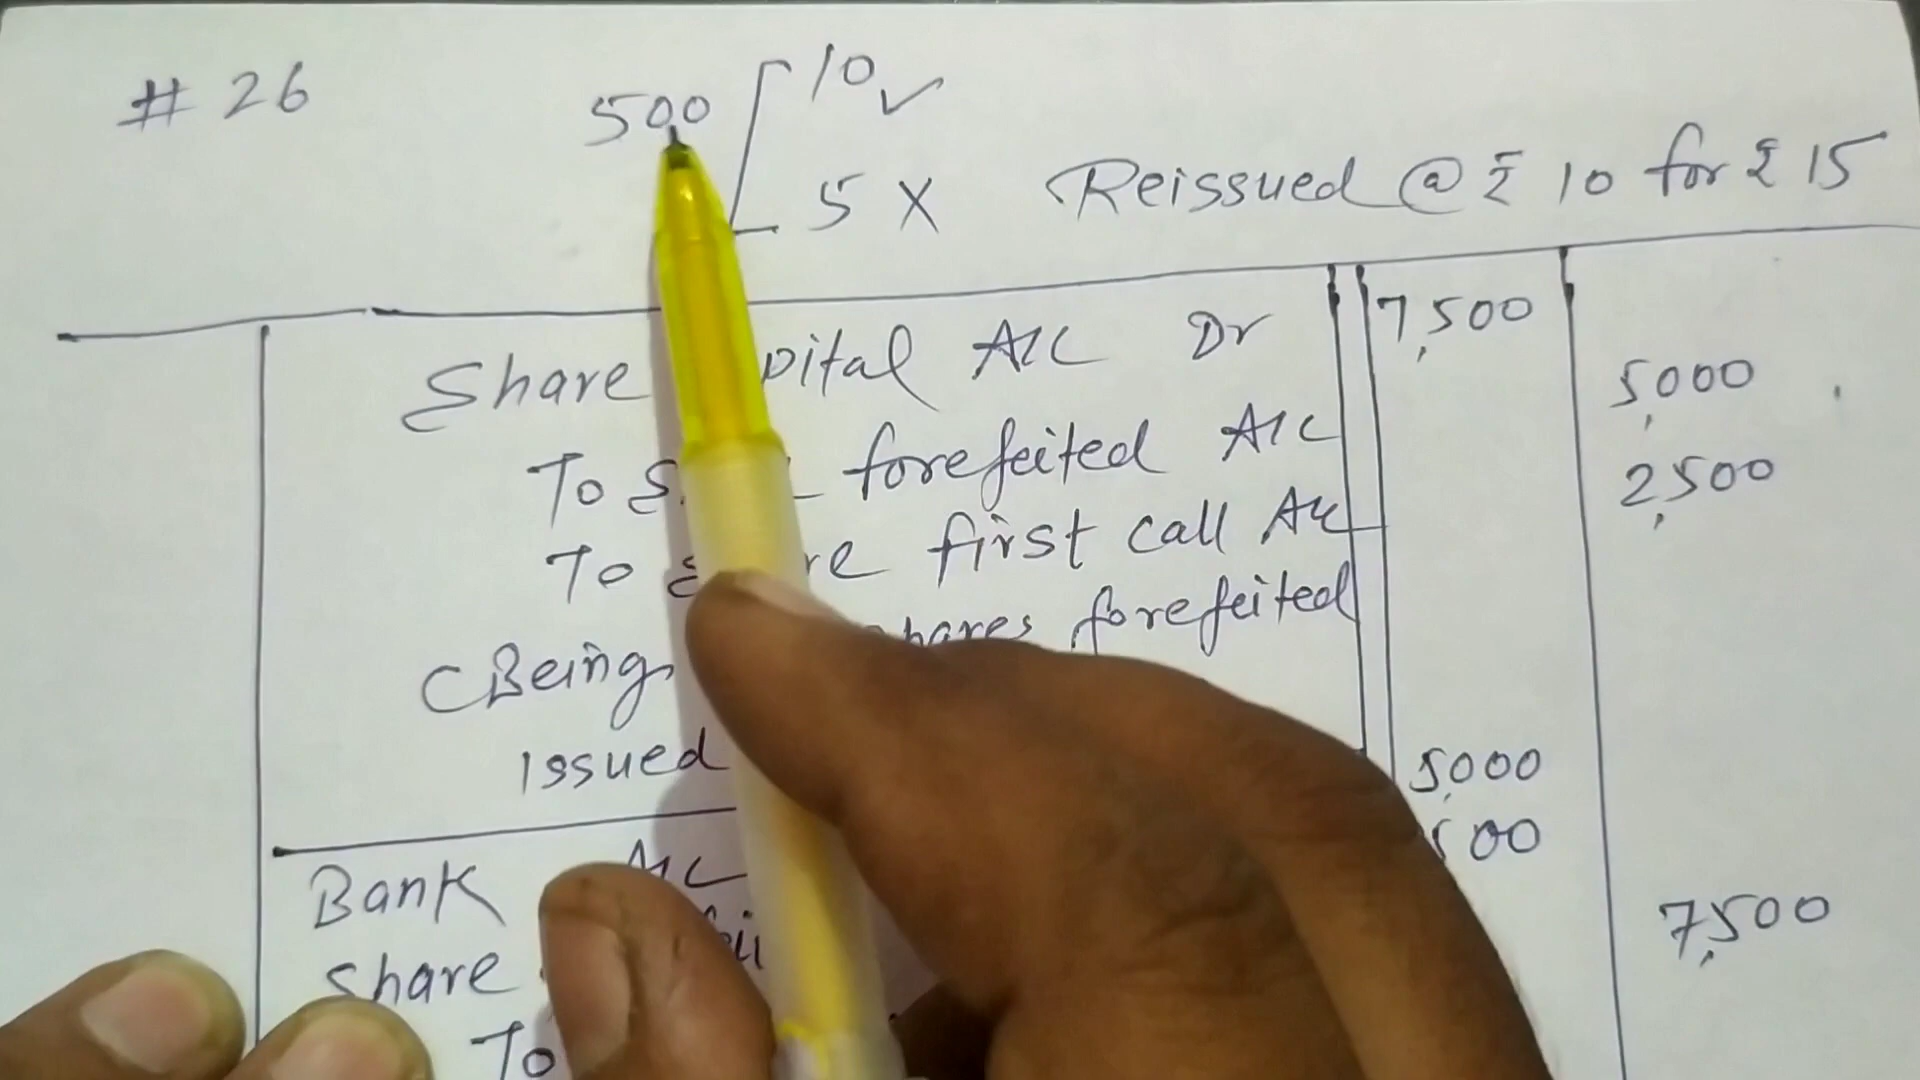 # 26
500 10 ✓
5 X Reissued @ ₹ 10 for ₹ 15
Share pital A/C Dr 7,500
To S forefeited A/C 5,000
To re first call A/c 2,500
(Being shares forefeited
issued 5,000
Bank A/C 00
Share 7,500
To